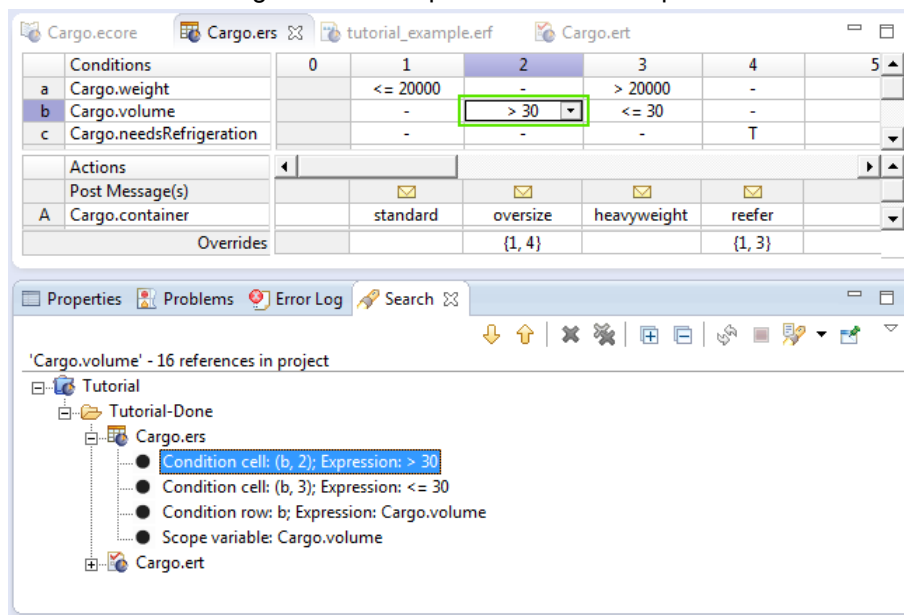 Cargo.ecore Cargo.ers tutorial_example.erf Cargo.ert
Conditions 0 1 2 3 4 5
a Cargo.weight <= 20000 - > 20000 -
b Cargo.volume - > 30 <= 30 -
c Cargo.needsRefrigeration - - - T
Actions
Post Message(s)
A Cargo.container standard oversize heavyweight reefer
Overrides {1, 4} {1, 3}
Properties Problems Error Log Search
'Cargo.volume' - 16 references in project
Tutorial
Tutorial-Done
Cargo.ers
Condition cell: (b, 2); Expression: > 30
Condition cell: (b, 3); Expression: <= 30
Condition row: b; Expression: Cargo.volume
Scope variable: Cargo.volume
Cargo.ert